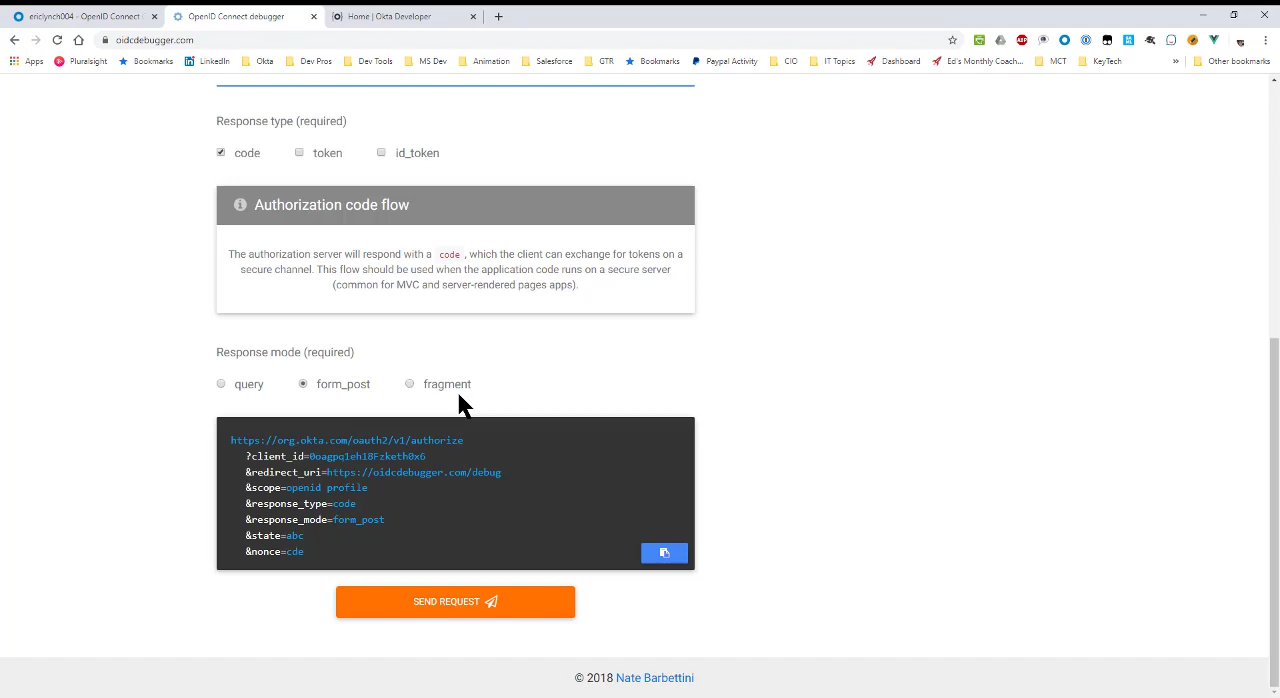 ericlynch004 - OpenID Connect
OpenID Connect debugger
Home | Okta Developer
oidcdebugger.com
Apps Pluralsight Bookmarks LinkedIn Okta Dev Pros Dev Tools MS Dev Animation Salesforce GTR Bookmarks Paypal Activity CIO IT Topics Dashboard Ed's Monthly Coach... MCT KeyTech » Other bookmarks
Response type (required)
code token id_token
Authorization code flow
The authorization server will respond with a code, which the client can exchange for tokens on a
secure channel. This flow should be used when the application code runs on a secure server
(common for MVC and server-rendered pages apps).
Response mode (required)
query form_post fragment
https://org.okta.com/oauth2/v1/authorize
?client_id=0oagpq1eh18Fzketh0x6
&redirect_uri=https://oidcdebugger.com/debug
&scope=openid profile
&response_type=code
&response_mode=form_post
&state=abc
&nonce=cde
SEND REQUEST
© 2018 Nate Barbettini